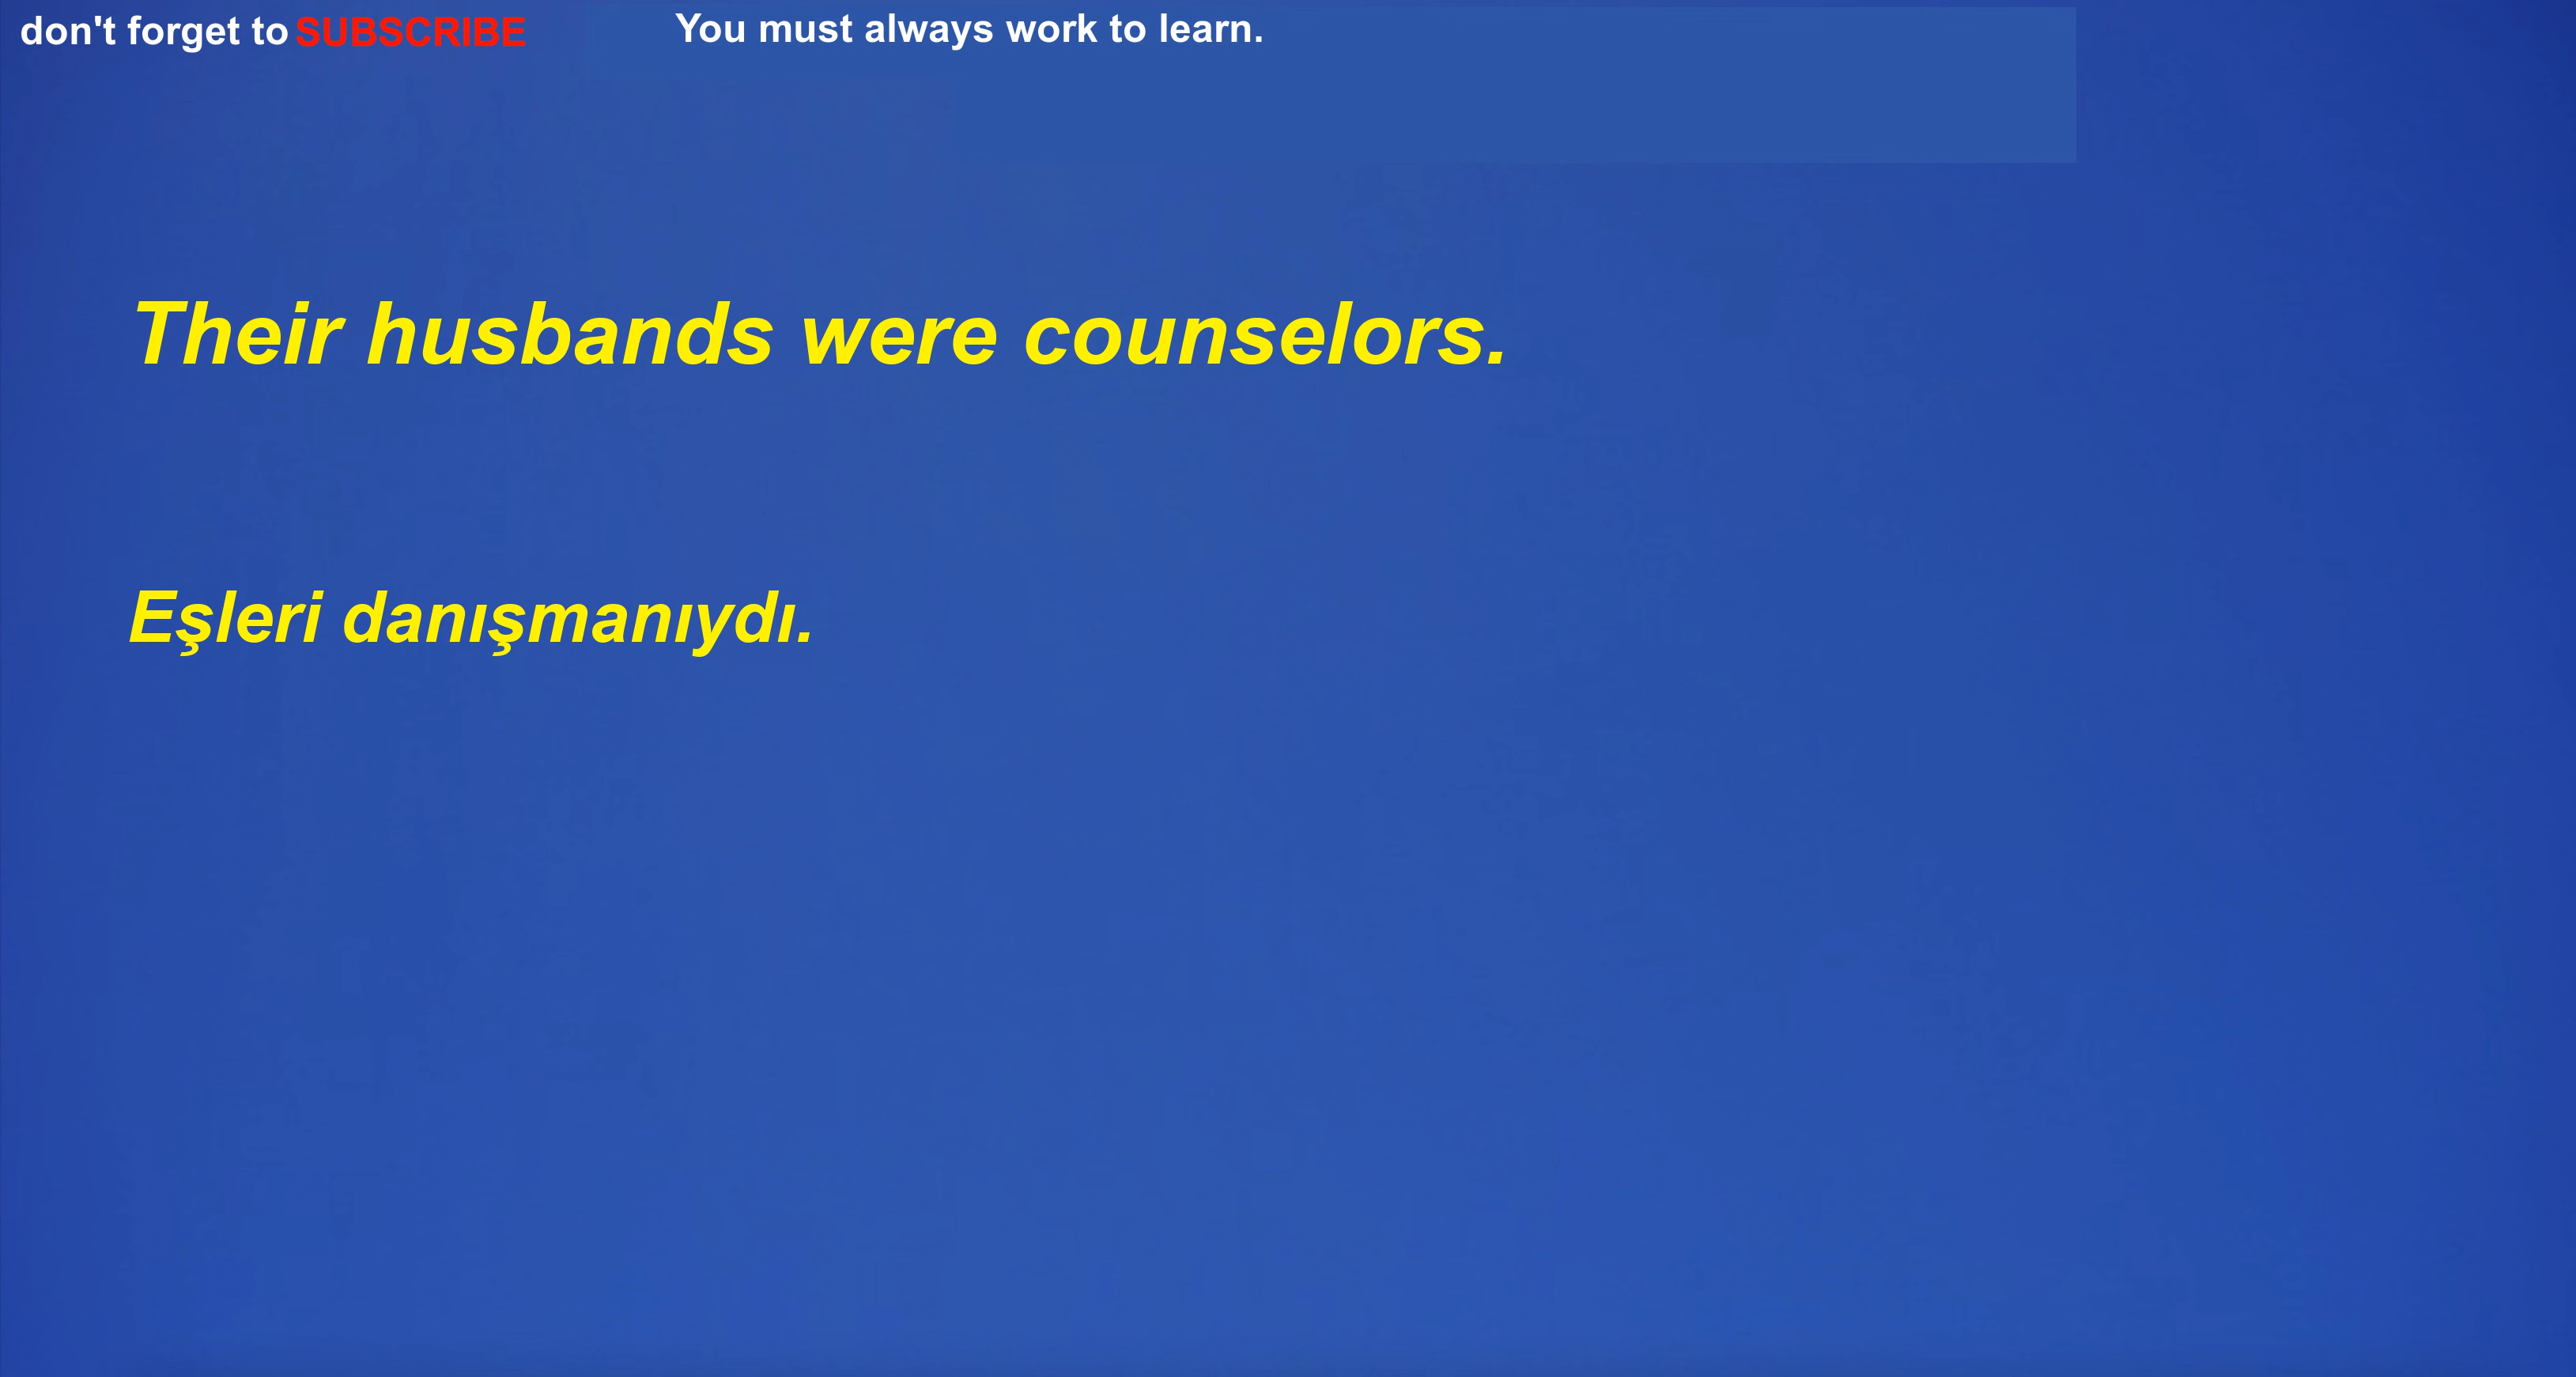 don't forget to SUBSCRIBE You must always work to learn.
Their husbands were counselors.
Eşleri danışmanıydı.